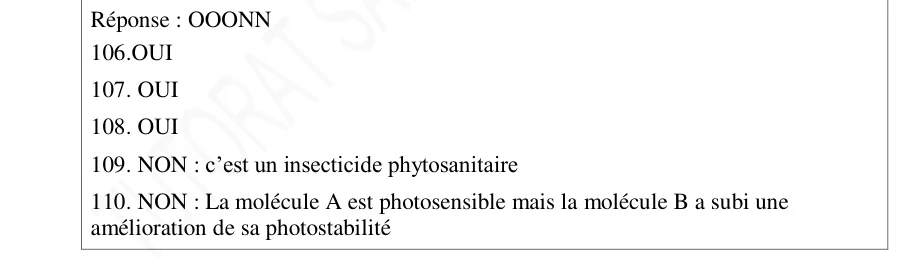 Réponse : OOONN
106.OUI
107. OUI
108. OUI
109. NON : c’est un insecticide phytosanitaire
110. NON : La molécule A est photosensible mais la molécule B a subi une
amélioration de sa photostabilité
TUTORAT